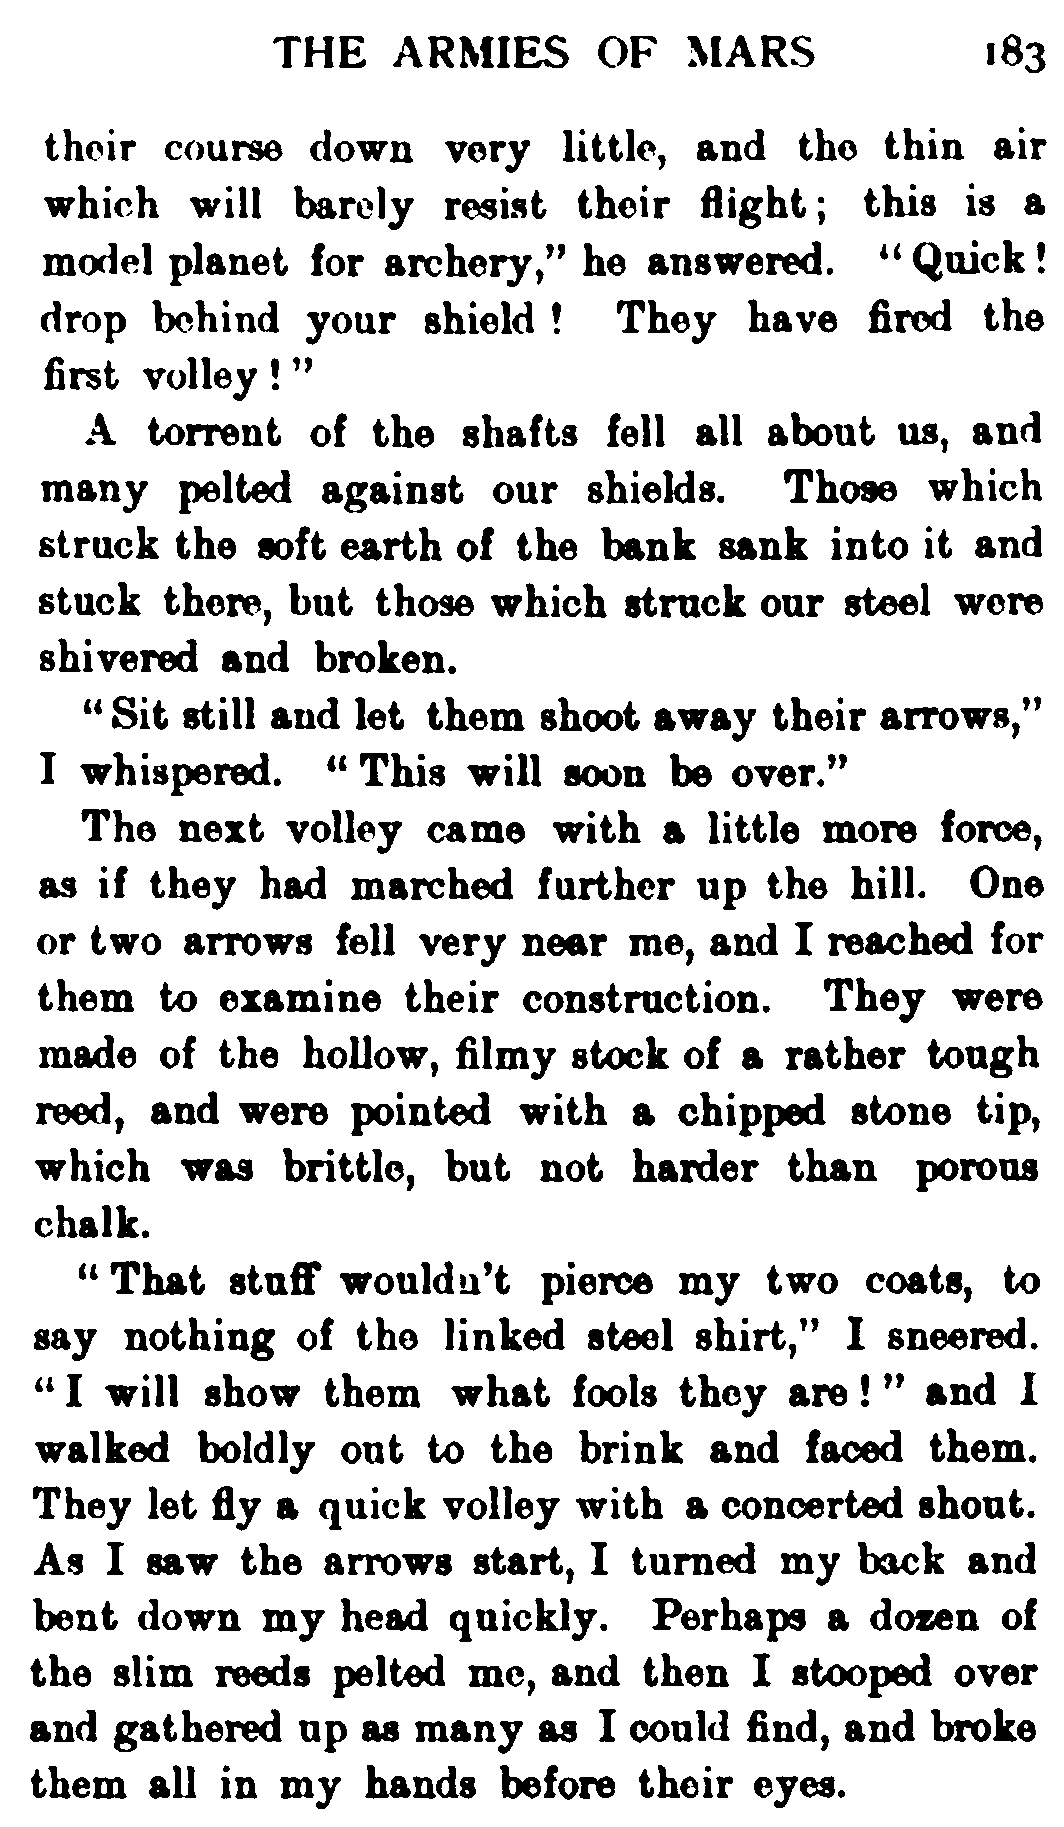 THE ARMIES OF MARS 183
their course down very little, and the thin air
which will barely resist their flight; this is a
model planet for archery,” he answered. “Quick!
drop behind your shield! They have fired the
first volley!”
A torrent of the shafts fell all about us, and
many pelted against our shields. Those which
struck the soft earth of the bank sank into it and
stuck there, but those which struck our steel were
shivered and broken.
“Sit still and let them shoot away their arrows,”
I whispered. “This will soon be over.”
The next volley came with a little more force,
as if they had marched further up the hill. One
or two arrows fell very near me, and I reached for
them to examine their construction. They were
made of the hollow, filmy stock of a rather tough
reed, and were pointed with a chipped stone tip,
which was brittle, but not harder than porous
chalk.
“That stuff wouldn’t pierce my two coats, to
say nothing of the linked steel shirt,” I sneered.
“I will show them what fools they are!” and I
walked boldly out to the brink and faced them.
They let fly a quick volley with a concerted shout.
As I saw the arrows start, I turned my back and
bent down my head quickly. Perhaps a dozen of
the slim reeds pelted me, and then I stooped over
and gathered up as many as I could find, and broke
them all in my hands before their eyes.